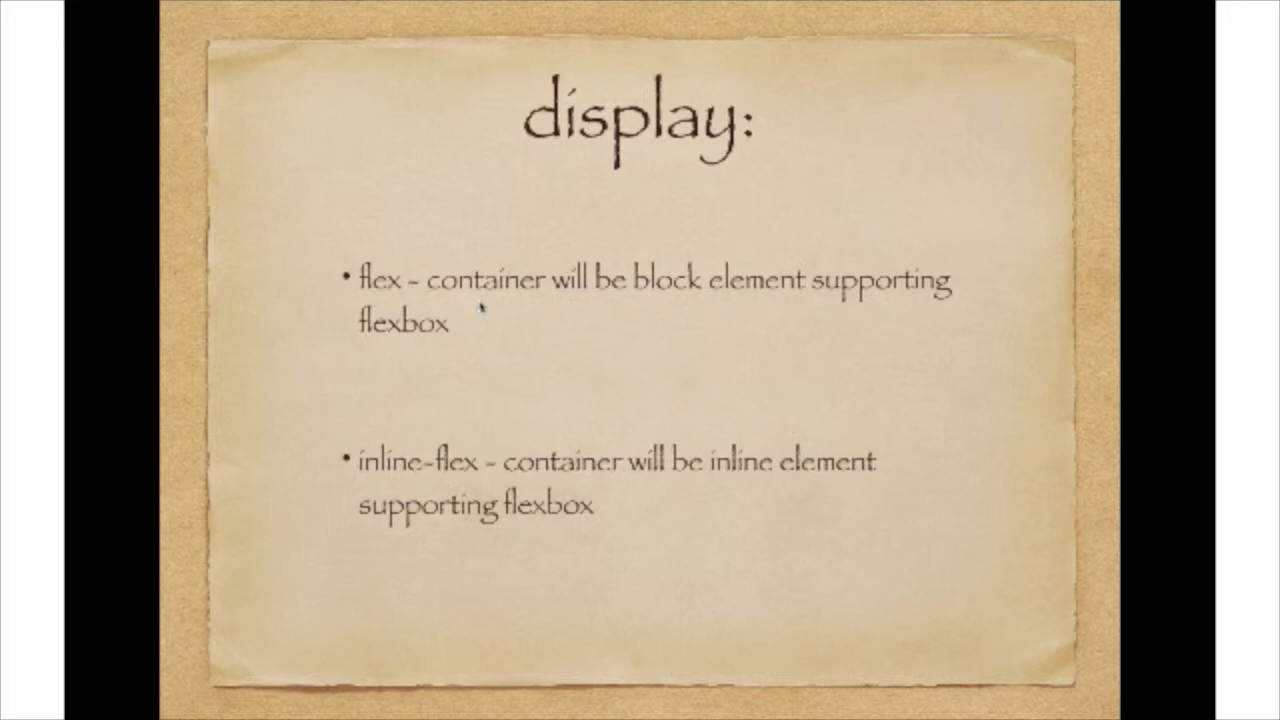 display:
• flex - container will be block element supporting
flexbox
• inline-flex - container will be inline element
supporting flexbox